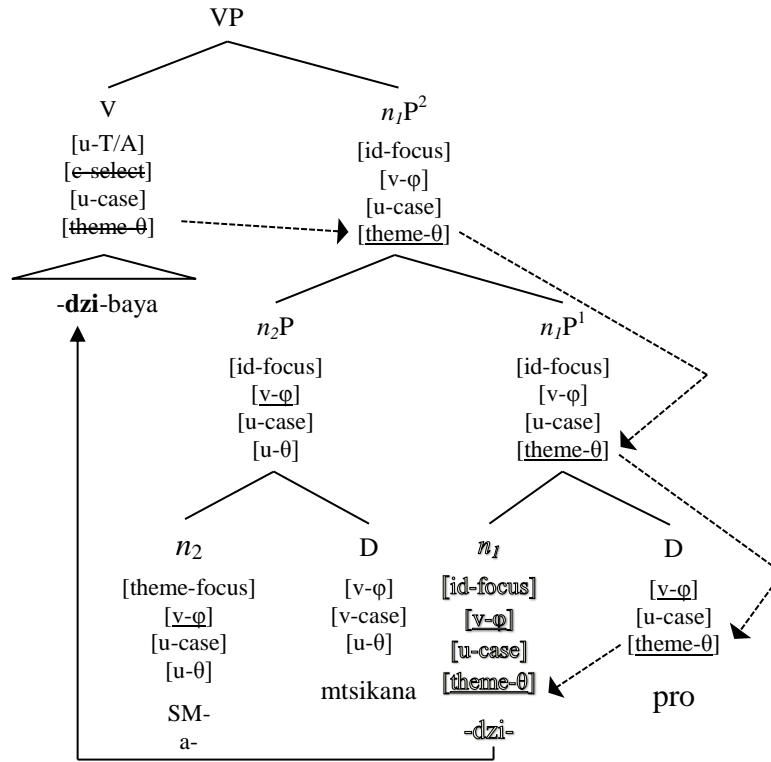 VP
V
n₁P²
[u-T/A]
[c-select]
[u-case]
[theme-θ]
[id-focus]
[v-φ]
[u-case]
[theme-θ]
-dzi-baya
n₂P
n₁P¹
[id-focus]
[v-φ]
[u-case]
[u-θ]
[id-focus]
[v-φ]
[u-case]
[theme-θ]
n₂
D
n₁
D
[theme-focus]
[v-φ]
[u-case]
[u-θ]
SM-
a-
[v-φ]
[v-case]
[u-θ]
mtsikana
[id-focus]
[v-φ]
[u-case]
[theme-θ]
-dzi-
[v-φ]
[u-case]
[theme-θ]
pro